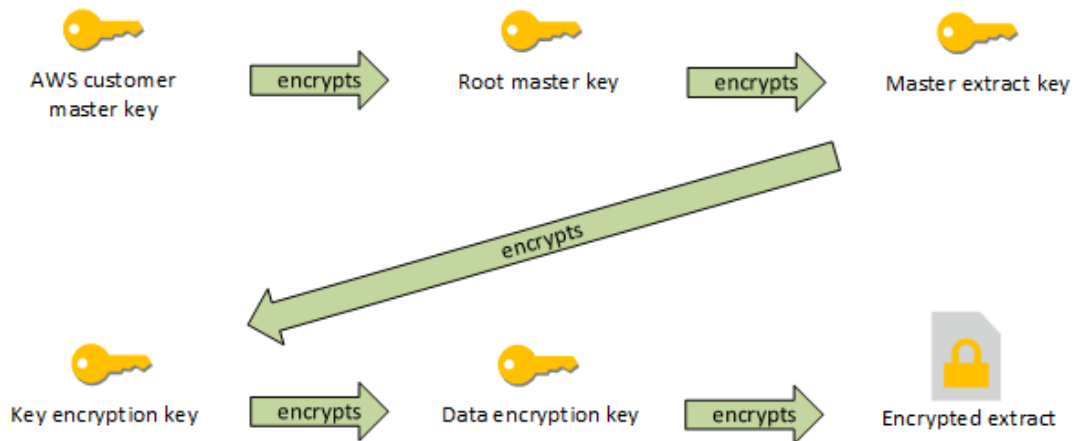 AWS customer
master key
encrypts
Root master key
encrypts
Master extract key
encrypts
Key encryption key
encrypts
Data encryption key
encrypts
Encrypted extract